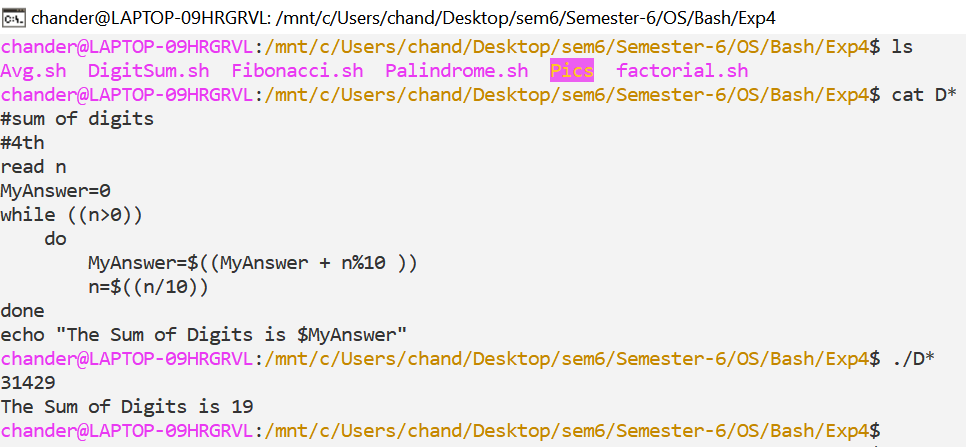 chander@LAPTOP-09HRGRVL: /mnt/c/Users/chand/Desktop/sem6/Semester-6/OS/Bash/Exp4
chander@LAPTOP-09HRGRVL:/mnt/c/Users/chand/Desktop/sem6/Semester-6/OS/Bash/Exp4$ ls
Avg.sh  DigitSum.sh  Fibonacci.sh  Palindrome.sh  Pics  factorial.sh
chander@LAPTOP-09HRGRVL:/mnt/c/Users/chand/Desktop/sem6/Semester-6/OS/Bash/Exp4$ cat D*
#sum of digits
#4th
read n
MyAnswer=0
while ((n>0))
    do
        MyAnswer=$((MyAnswer + n%10 ))
        n=$((n/10))
done
echo "The Sum of Digits is $MyAnswer"
chander@LAPTOP-09HRGRVL:/mnt/c/Users/chand/Desktop/sem6/Semester-6/OS/Bash/Exp4$ ./D*
31429
The Sum of Digits is 19
chander@LAPTOP-09HRGRVL:/mnt/c/Users/chand/Desktop/sem6/Semester-6/OS/Bash/Exp4$